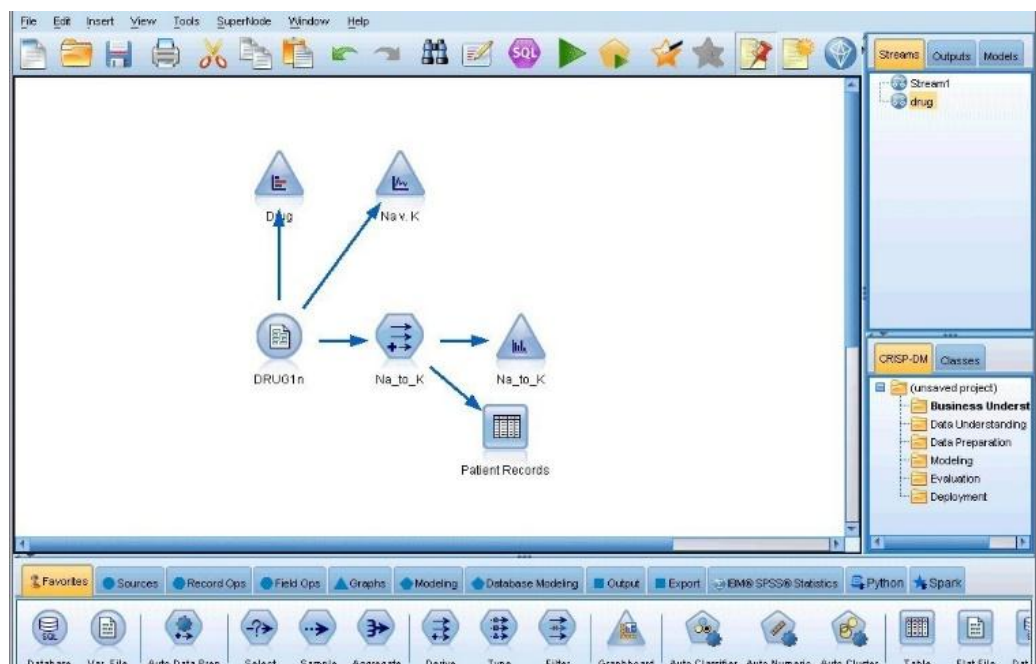 File Edit Insert View Tools SuperNode Window Help
SQL
Streams Outputs Models
Stream1
drug
Drug
Na v. K
DRUG1n
Na_to_K
Na_to_K
Patient Records
CRISP-DM Classes
(unsaved project)
Business Underst
Data Understanding
Data Preparation
Modeling
Evaluation
Deployment
Favorites Sources Record Ops Field Ops Graphs Modeling Database Modeling Output Export IBM® SPSS® Statistics Python Spark
SQL
Database Var. File Auto Data Prep Select Sample Aggregate Derive Type Filter Graphboard Auto Classifier Auto Numeric Auto Cluster Table Flat File